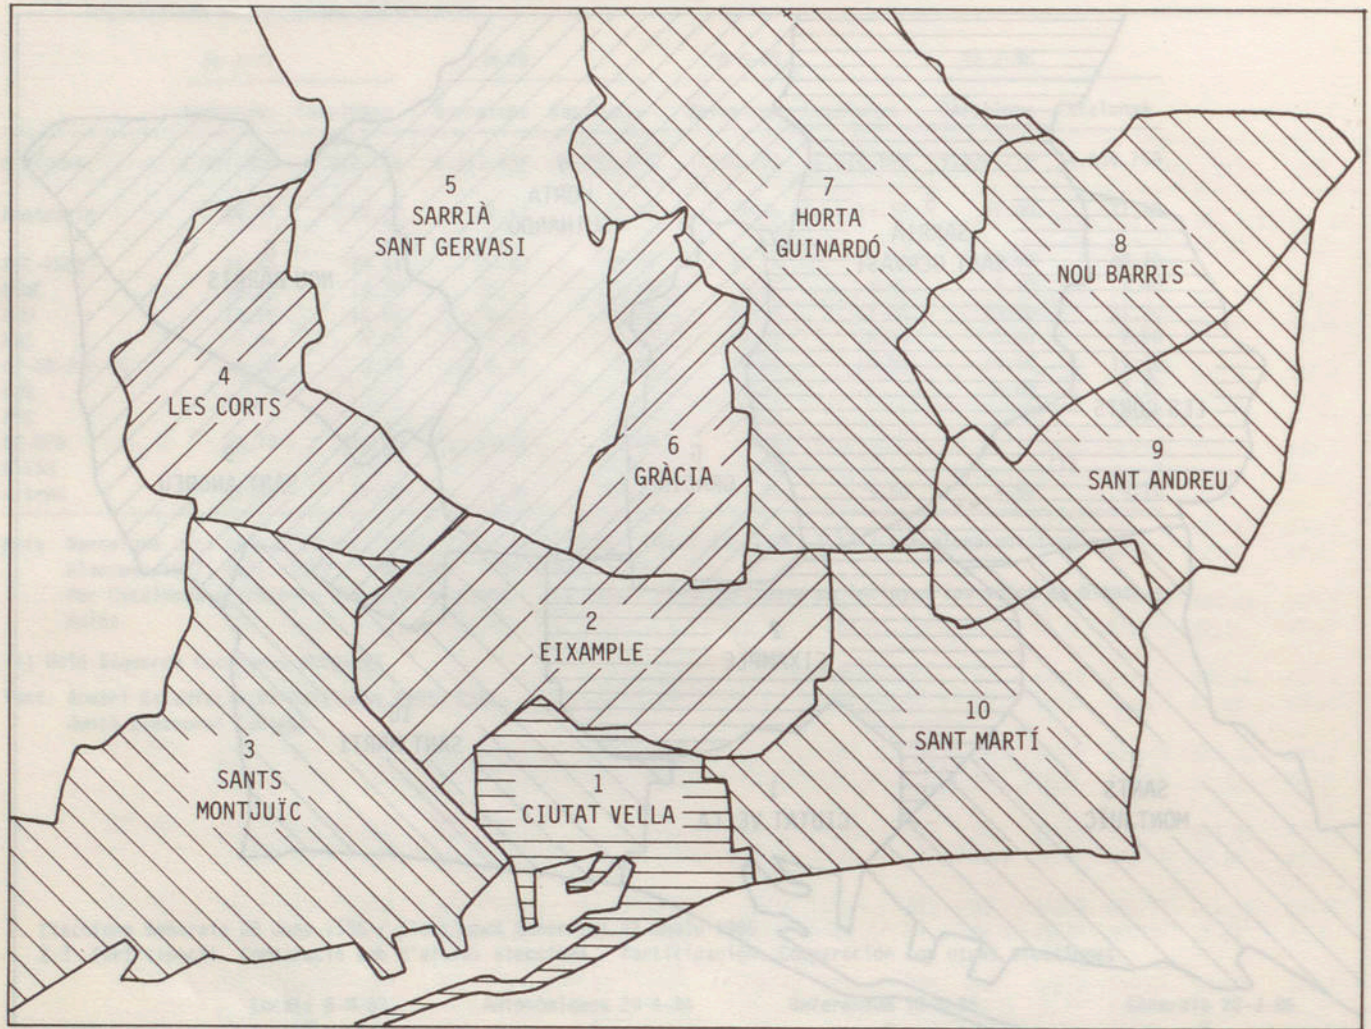 5
SARRIÀ
SANT GERVASI
7
HORTA
GUINARDÓ
8
NOU BARRIS
4
LES CORTS
6
GRÀCIA
9
SANT ANDREU
2
EIXAMPLE
10
SANT MARTÍ
3
SANTS
MONTJUÏC
1
CIUTAT VELLA